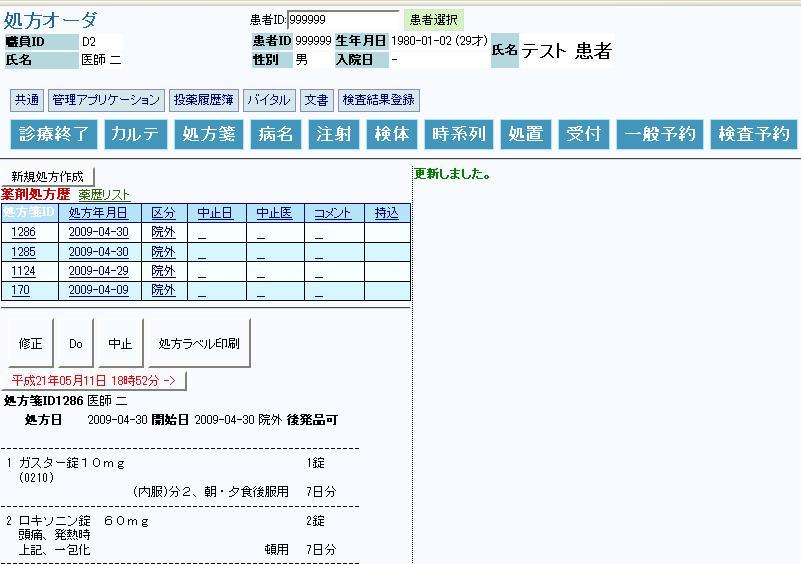 処方オーダ
患者ID: 999999 患者選択
職員ID D2
氏名 医師 二
患者ID 999999 生年月日 1980-01-02 (29才) 氏名 テスト 患者
性別 男 入院日 -
共通 管理アプリケーション 投薬履歴簿 バイタル 文書 検査結果登録
診療終了 カルテ 処方箋 病名 注射 検体 時系列 処置 受付 一般予約 検査予約
新規処方作成
更新しました。
薬剤処方歴 薬歴リスト
処方箋ID 処方年月日 区分 中止日 中止医 コメント 持込
1286 2009-04-30 院外 _ _ _
1285 2009-04-30 院外 _ _ _
1124 2009-04-29 院外 _ _ _
170 2009-04-09 院外 _ _ _
修正 Do 中止 処方ラベル印刷
平成21年05月11日 18時52分 ->
処方箋ID1286 医師 二
処方日 2009-04-30 開始日 2009-04-30 院外 後発品可
1 ガスター錠１０ｍｇ 1錠
(0210)
(内服)分２、朝・夕食後服用 7日分
2 ロキソニン錠 ６０ｍｇ 2錠
頭痛、発熱時
上記、一包化 頓用 7日分